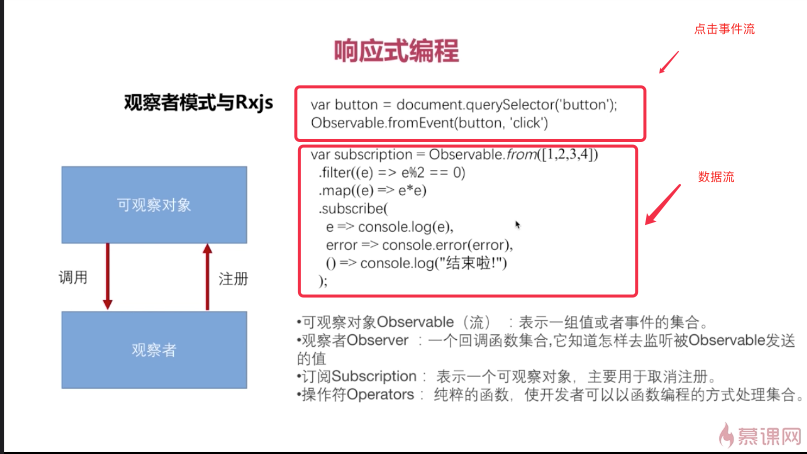 响应式编程
点击事件流
观察者模式与Rxjs
var button = document.querySelector('button');
Observable.fromEvent(button, 'click')
var subscription = Observable.from([1,2,3,4])
.filter((e) => e%2 == 0)
.map((e) => e*e)
.subscribe(
e => console.log(e),
error => console.error(error),
() => console.log("结束啦!")
);
数据流
可观察对象
调用
注册
观察者
•可观察对象Observable（流） ：表示一组值或者事件的集合。
•观察者Observer ：一个回调函数集合,它知道怎样去监听被Observable发送
的值
•订阅Subscription ：表示一个可观察对象，主要用于取消注册。
•操作符Operators ：纯粹的函数，使开发者可以以函数编程的方式处理集合。
慕课网